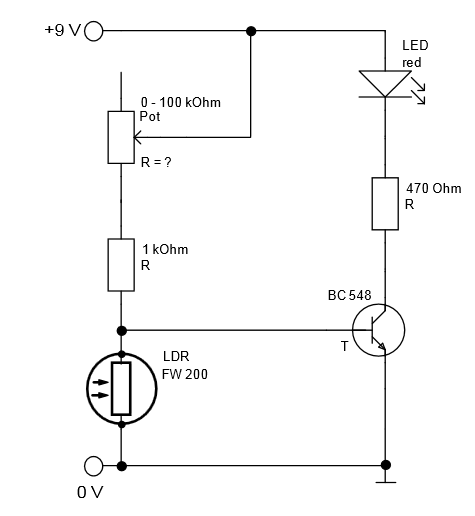 +9 V
LED
red
0 - 100 kOhm
Pot
R = ?
470 Ohm
R
1 kOhm
R
BC 548
T
LDR
FW 200
0 V